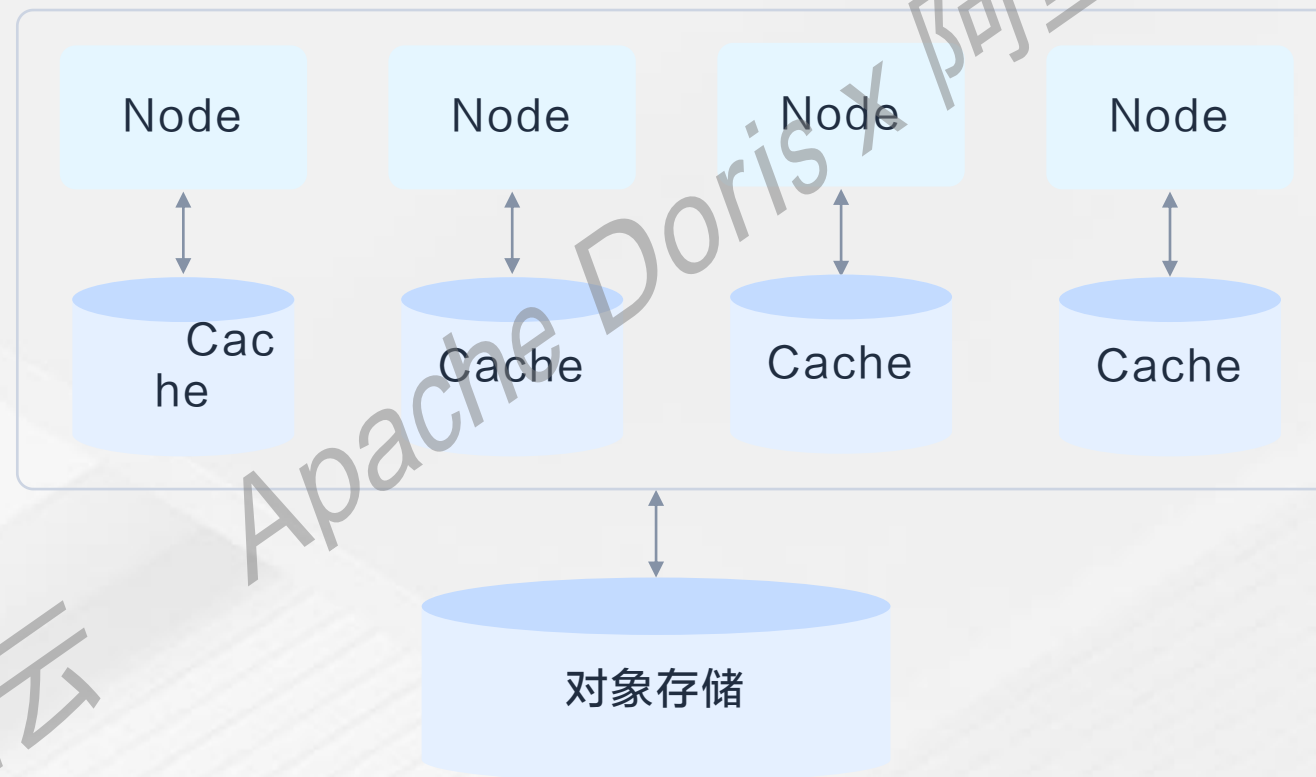 Node
Node
Node
Node
Cac
he
Cache
Cache
Cache
对象存储
Apache Doris x 阿
云